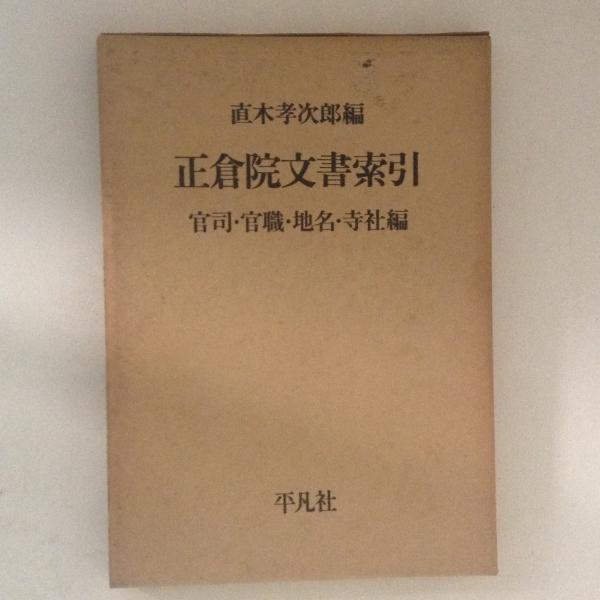 直木孝次郎編
正倉院文書索引
官司・官職・地名・寺社編
平凡社